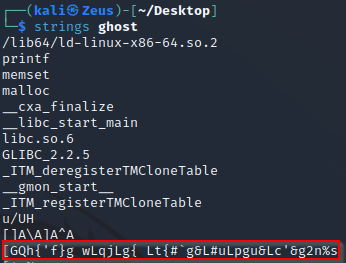 ┌──(kali㉿Zeus)-[~/Desktop]
└─$ strings ghost
/lib64/ld-linux-x86-64.so.2
printf
memset
malloc
__cxa_finalize
__libc_start_main
libc.so.6
GLIBC_2.2.5
_ITM_deregisterTMCloneTable
__gmon_start__
_ITM_registerTMCloneTable
u/UH
[]A\A]A^A
[GQh{'f}g wLqjLg{ Lt{#`g&L#uLpgu&Lc'&g2n%s